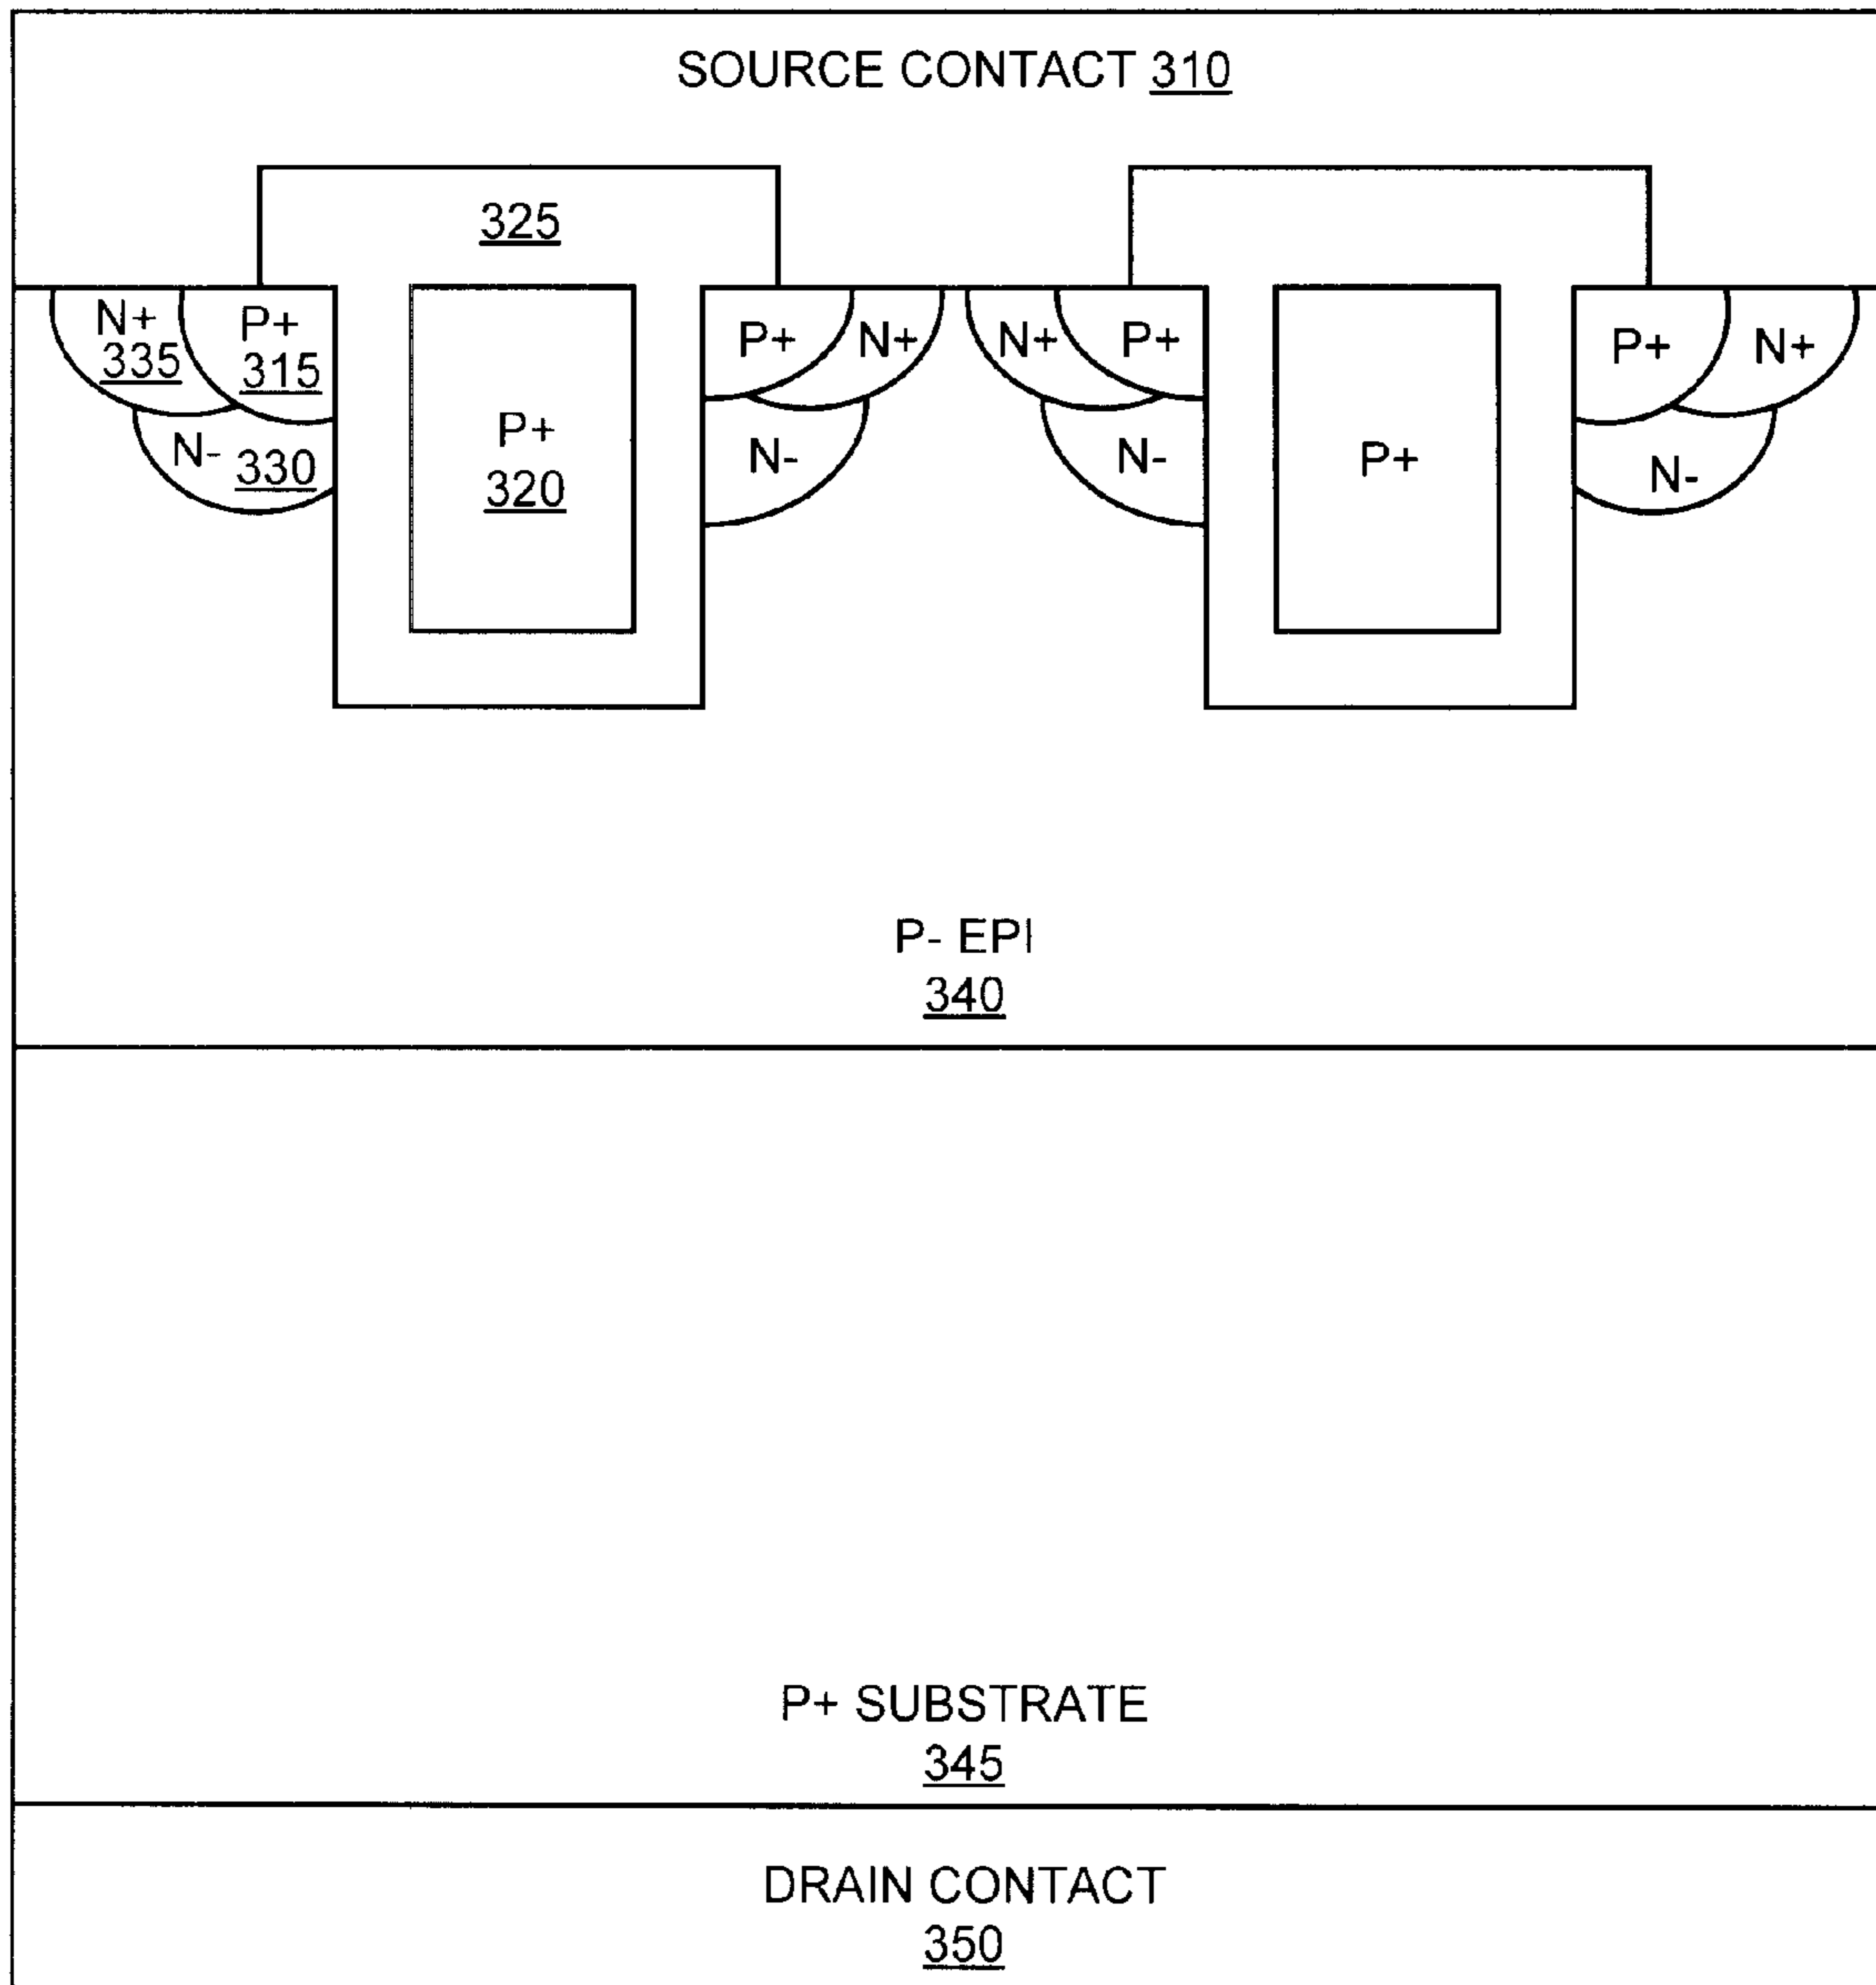 SOURCE CONTACT 310
325
N+
335
P+
315
N- 330
P+
320
P+
N+
N-
N+
P+
N-
P+
P+
N+
N-
P- EPI
340
P+ SUBSTRATE
345
DRAIN CONTACT
350